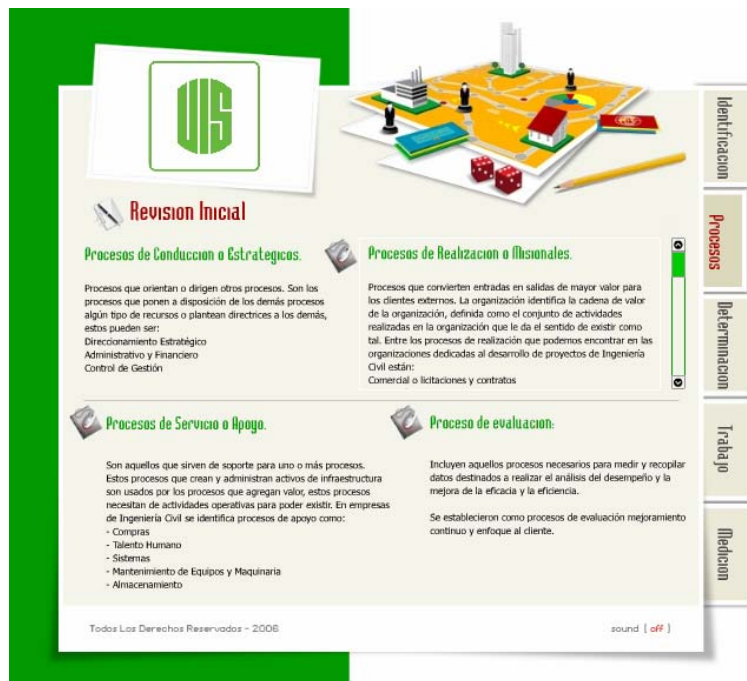 UIS
Revision Inicial
Procesos de Conduccion o Estrategicos.
Procesos que orientan o dirigen otros procesos. Son los
procesos que ponen a disposición de los demás procesos
algún tipo de recursos o plantean directrices a los demás,
estos pueden ser:
Direccionamiento Estratégico
Administrativo y Financiero
Control de Gestión
Procesos de Realizacion o Misionales.
Procesos que convierten entradas en salidas de mayor valor para
los clientes externos. La organización identifica la cadena de valor
de la organización, definida como el conjunto de actividades
realizadas en la organización que le da el sentido de existir como
tal. Entre los procesos de realización que podemos encontrar en las
organizaciones dedicadas al desarrollo de proyectos de Ingeniería
Civil están:
Comercial o licitaciones y contratos
Procesos de Servicio o Apoyo.
Son aquellos que sirven de soporte para uno o más procesos.
Estos procesos que crean y administran activos de infraestructura
son usados por los procesos que agregan valor, estos procesos
necesitan de actividades operativas para poder existir. En empresas
de Ingeniería Civil se identifica procesos de apoyo como:
- Compras
- Talento Humano
- Sistemas
- Mantenimiento de Equipos y Maquinaria
- Almacenamiento
Proceso de evaluacion:
Incluyen aquellos procesos necesarios para medir y recopilar
datos destinados a realizar el análisis del desempeño y la
mejora de la eficacia y la eficiencia.
Se establecieron como procesos de evaluación mejoramiento
continuo y enfoque al cliente.
Identificacion
Procesos
Determinacion
Trabajo
Medicion
Todos Los Derechos Reservados - 2006
sound [ off ]